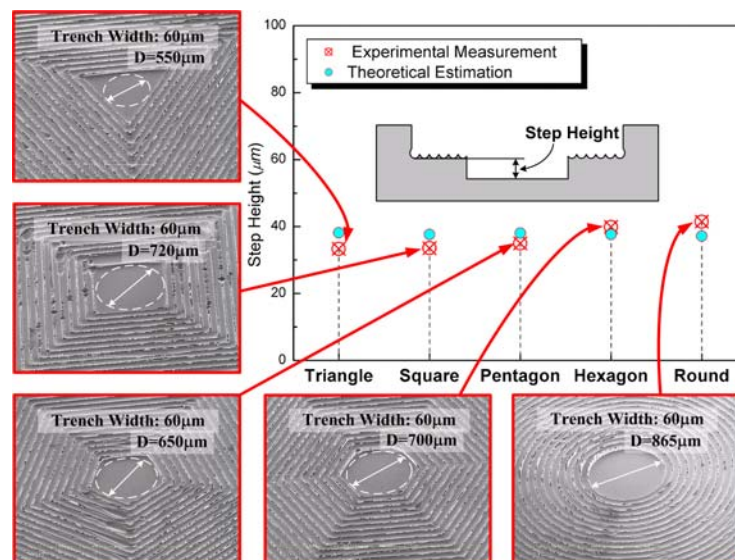 Trench Width: 60μm
D=550μm
Trench Width: 60μm
D=720μm
Trench Width: 60μm
D=650μm
Trench Width: 60μm
D=700μm
Trench Width: 60μm
D=865μm
100
80
60
40
20
0
Step Height (μm)
Experimental Measurement
Theoretical Estimation
Step Height
Triangle Square Pentagon Hexagon Round